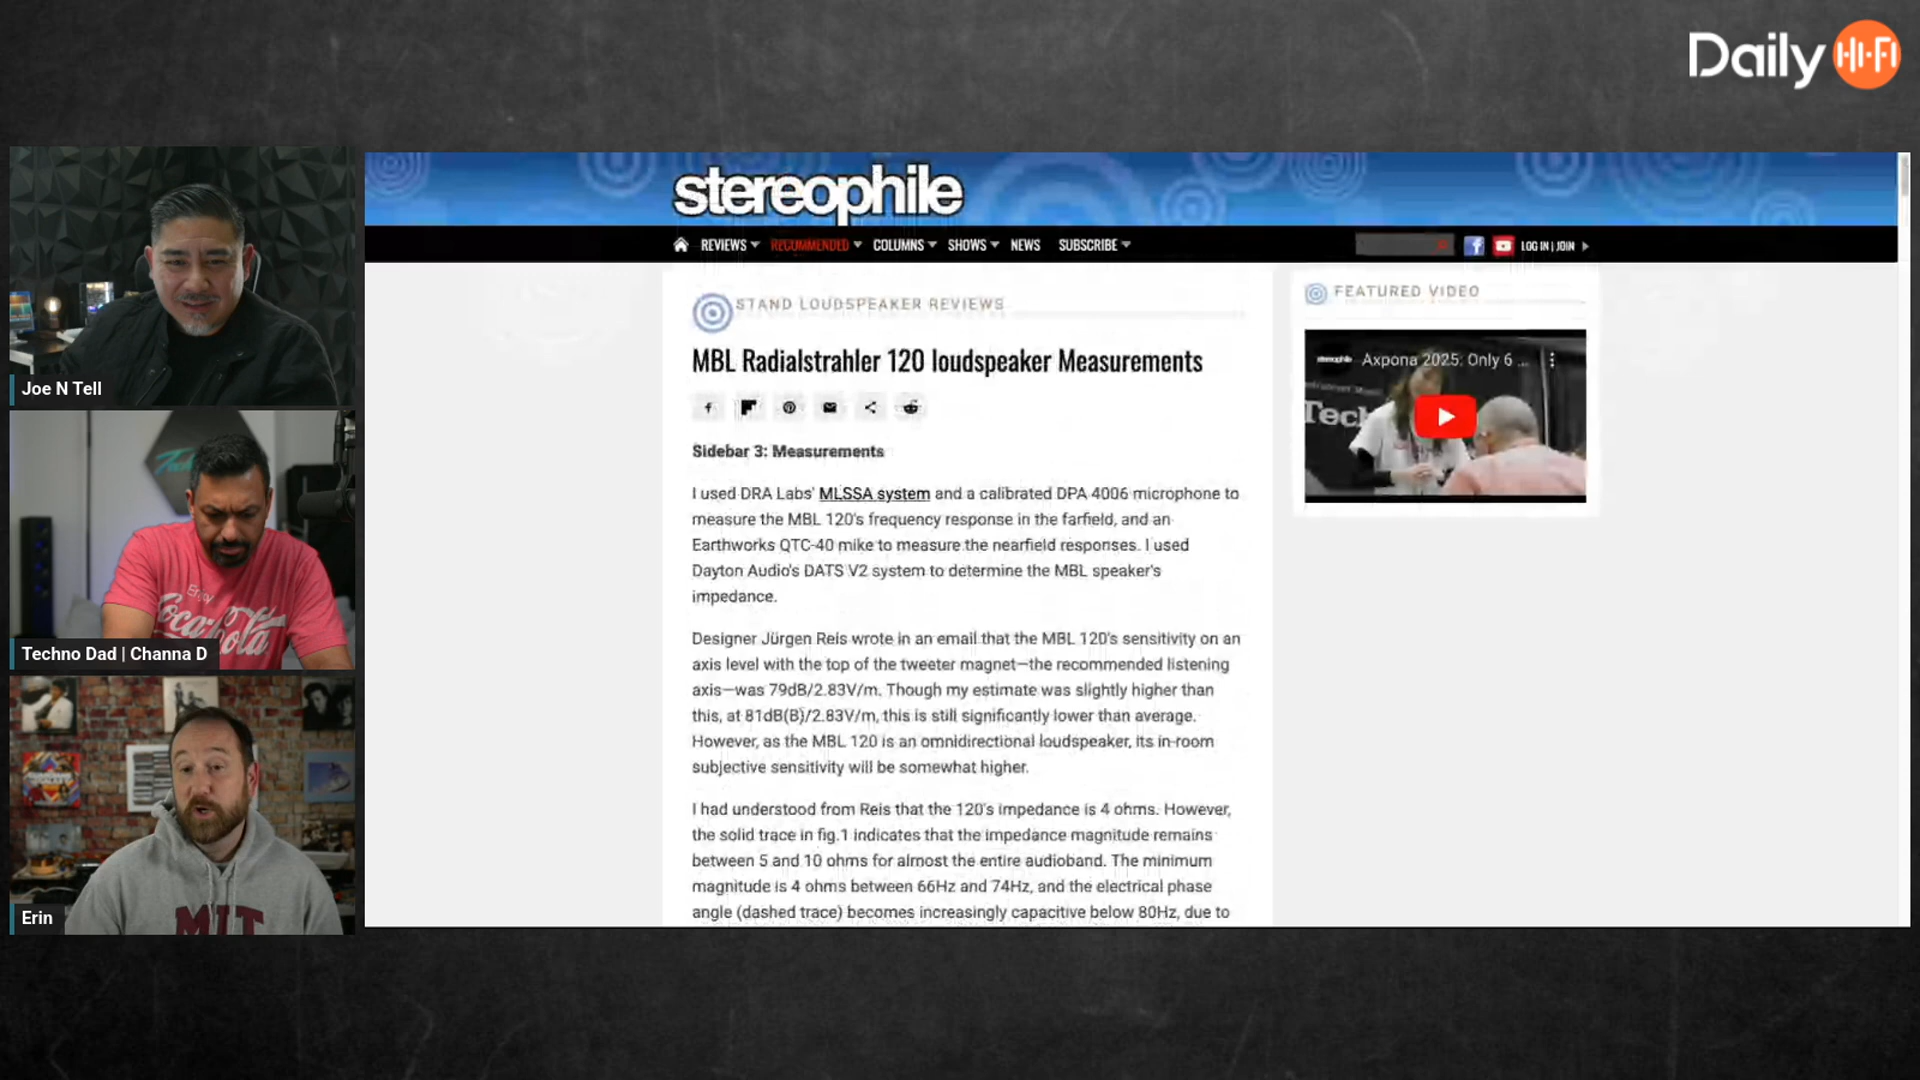 Daily HI-FI
Joe N Tell
Enjoy
Coca-Cola
Techno Dad | Channa D
MIT
Erin
stereophile
REVIEWS RECOMMENDED COLUMNS SHOWS NEWS SUBSCRIBE LOG IN | JOIN
STAND LOUDSPEAKER REVIEWS
MBL Radialstrahler 120 loudspeaker Measurements
Sidebar 3: Measurements
I used DRA Labs' MLSSA system and a calibrated DPA 4006 microphone to
measure the MBL 120's frequency response in the farfield, and an
Earthworks QTC-40 mike to measure the nearfield responses. I used
Dayton Audio's DATS V2 system to determine the MBL speaker's
impedance.
Designer Jürgen Reis wrote in an email that the MBL 120's sensitivity on an
axis level with the top of the tweeter magnet—the recommended listening
axis—was 79dB/2.83V/m. Though my estimate was slightly higher than
this, at 81dB(B)/2.83V/m, this is still significantly lower than average.
However, as the MBL 120 is an omnidirectional loudspeaker, its in-room
subjective sensitivity will be somewhat higher.
I had understood from Reis that the 120's impedance is 4 ohms. However,
the solid trace in fig.1 indicates that the impedance magnitude remains
between 5 and 10 ohms for almost the entire audioband. The minimum
magnitude is 4 ohms between 66Hz and 74Hz, and the electrical phase
angle (dashed trace) becomes increasingly capacitive below 80Hz, due to
FEATURED VIDEO
stereophile Axpona 2025: Only 6 ...
Tech